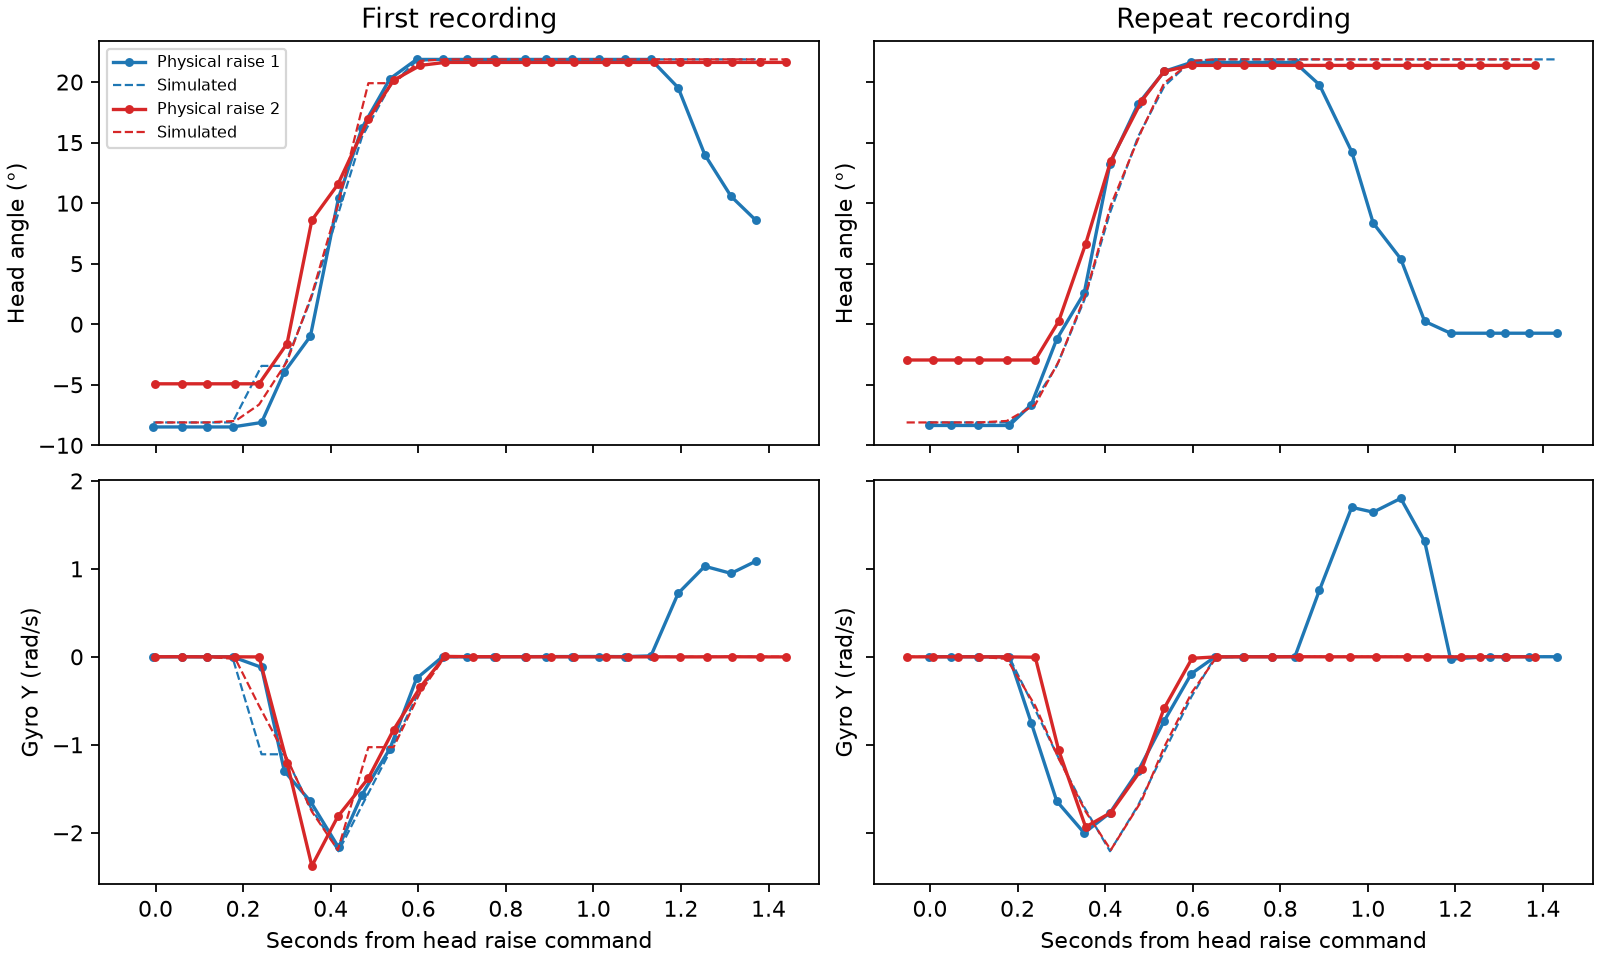 First recording
Repeat recording
Physical raise 1
Simulated
Physical raise 2
Simulated
Head angle (°)
20
15
10
5
0
−5
−10
Head angle (°)
Gyro Y (rad/s)
2
1
0
−1
−2
Gyro Y (rad/s)
0.0 0.2 0.4 0.6 0.8 1.0 1.2 1.4
0.0 0.2 0.4 0.6 0.8 1.0 1.2 1.4
Seconds from head raise command
Seconds from head raise command